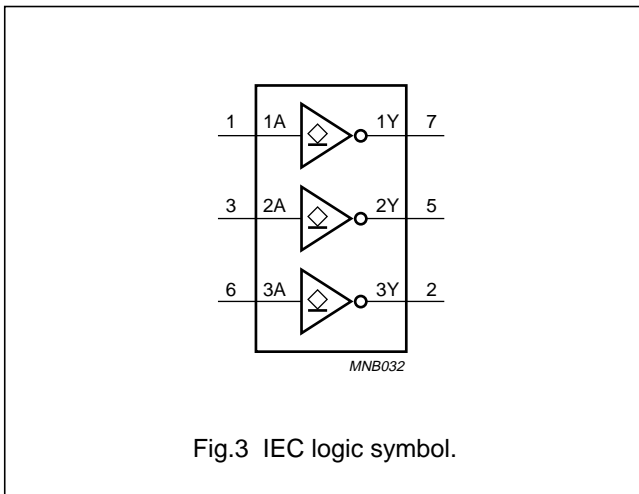 1 1A 1Y 7
3 2A 2Y 5
6 3A 3Y 2
MNB032
Fig.3 IEC logic symbol.